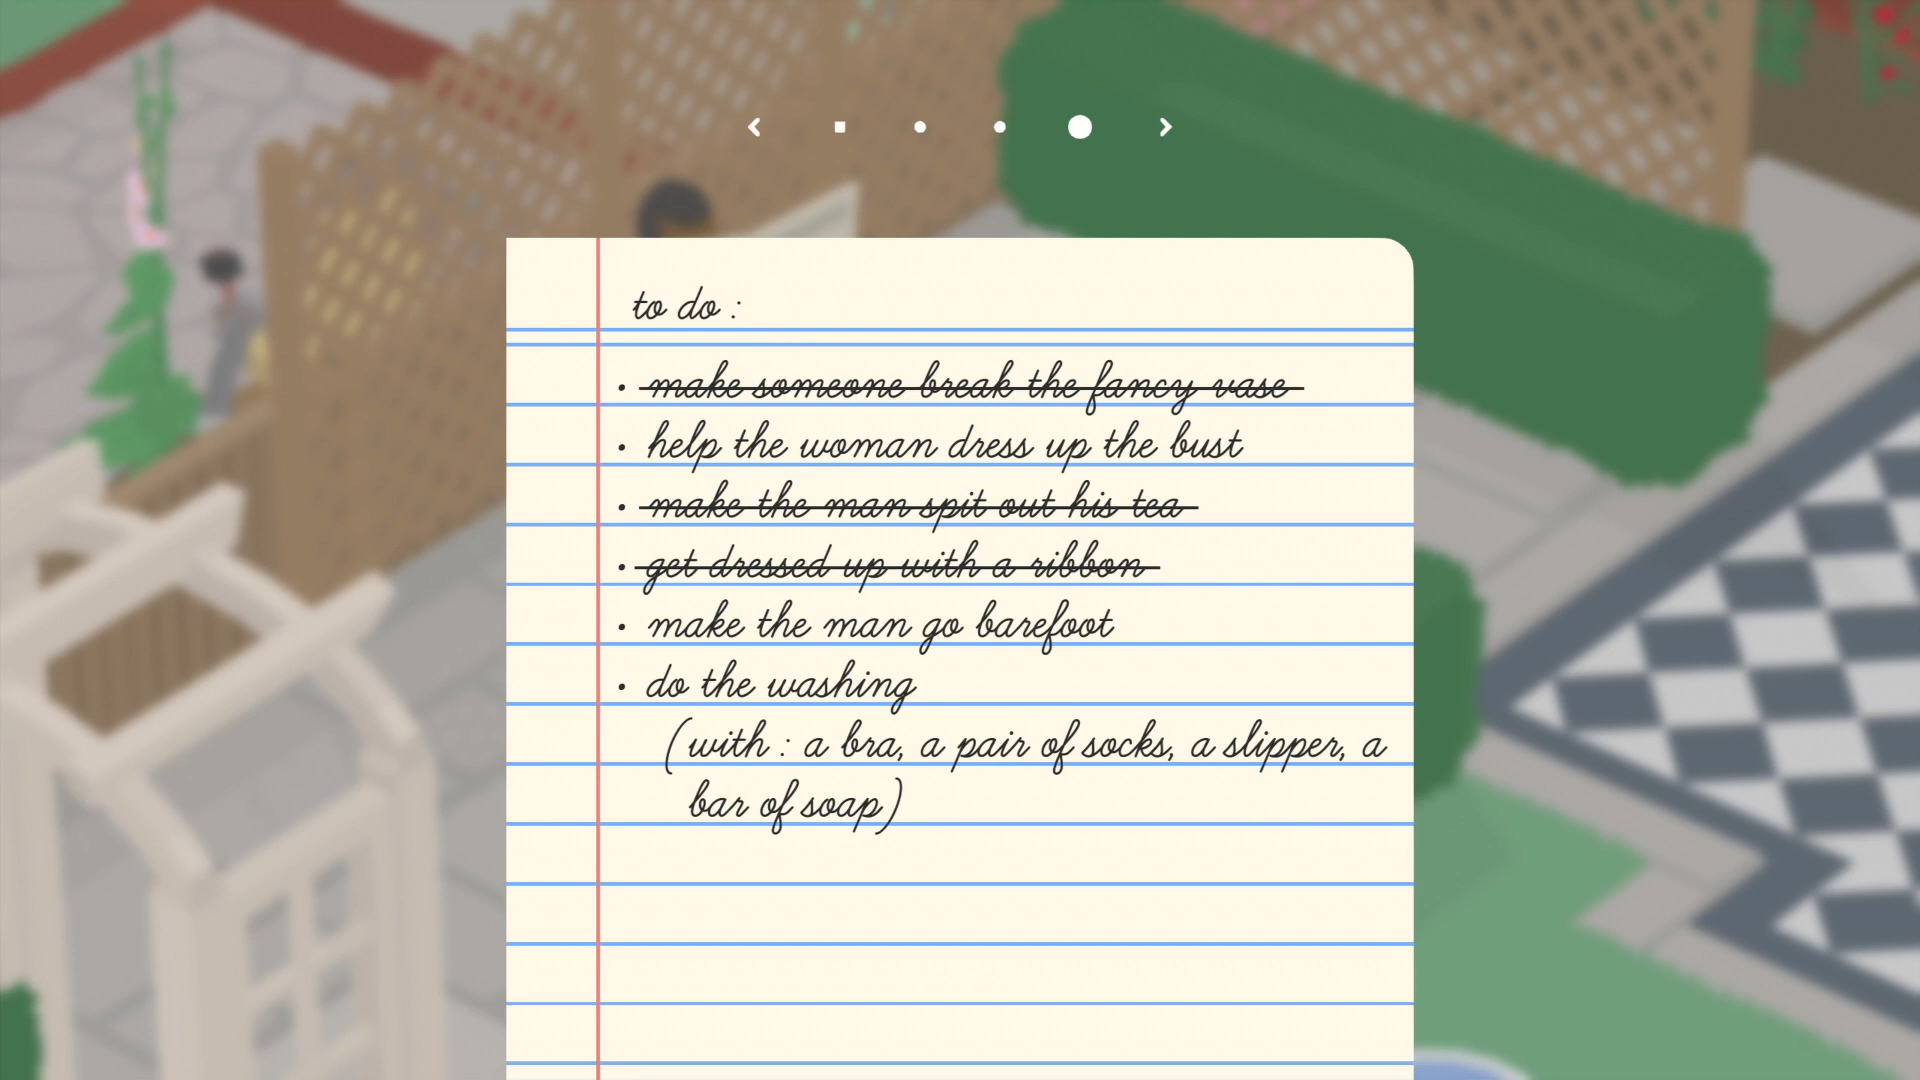 to do :
• make someone break the fancy vase
• help the woman dress up the bust
• make the man spit out his tea
• get dressed up with a ribbon
• make the man go barefoot
• do the washing
(with : a bra, a pair of socks, a slipper, a
bar of soap)